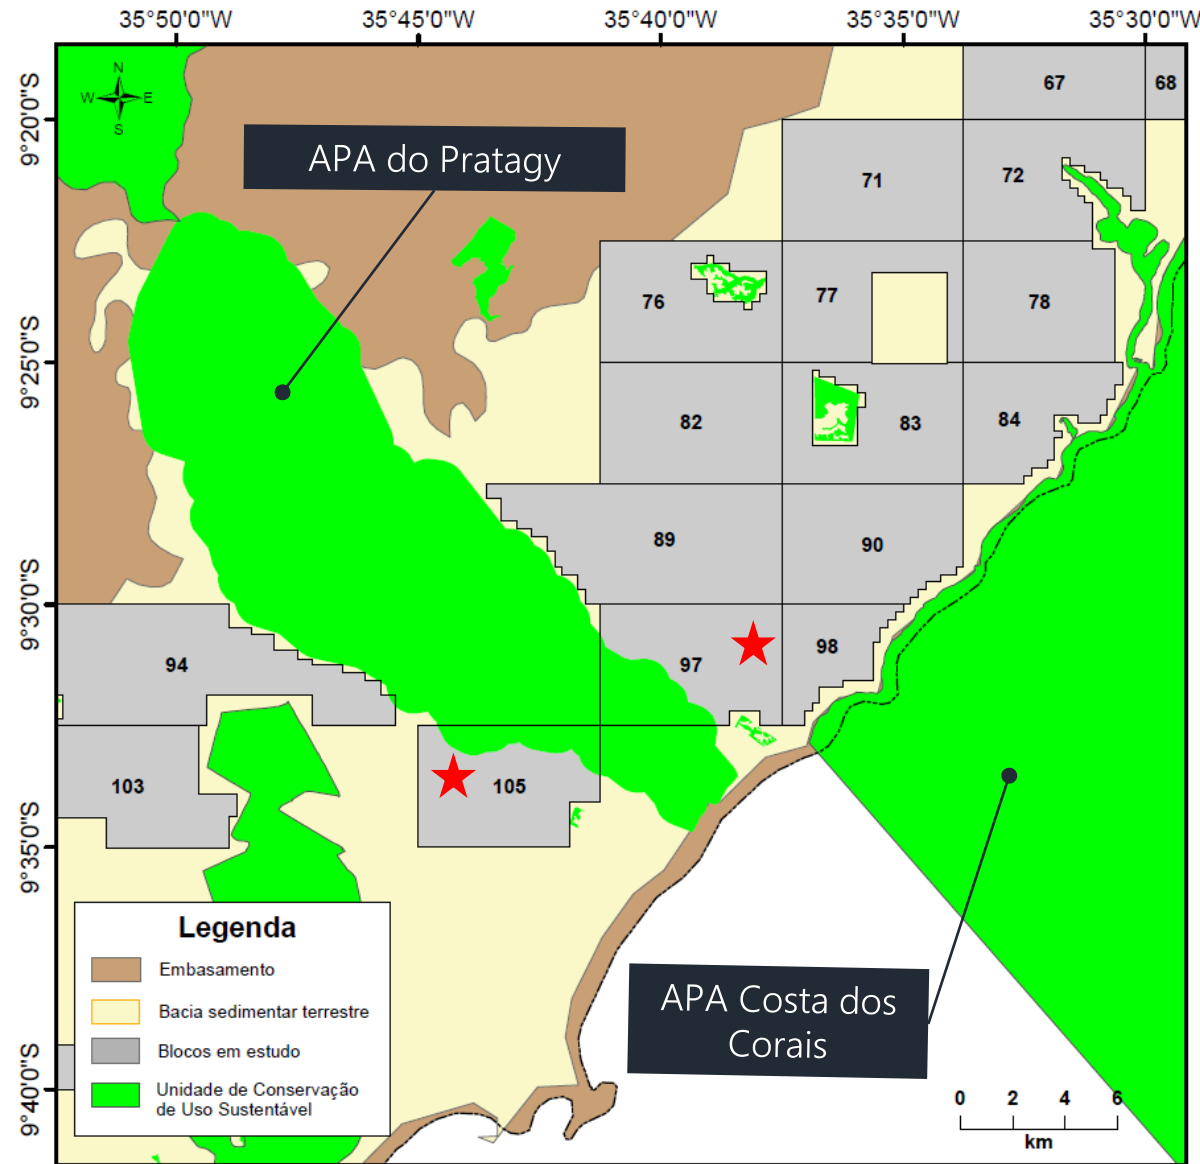 35°50'0"W 35°45'0"W 35°40'0"W 35°35'0"W 35°30'0"W
N
W E
S
9°20'0"S
9°25'0"S
9°30'0"S
9°35'0"S
9°40'0"S
APA do Pratagy
67 68
71 72
76 77 78
82 83 84
89 90
94 97 98
103 105
Legenda
Embasamento
Bacia sedimentar terrestre
Blocos em estudo
Unidade de Conservação
de Uso Sustentável
APA Costa dos
Corais
0 2 4 6
km